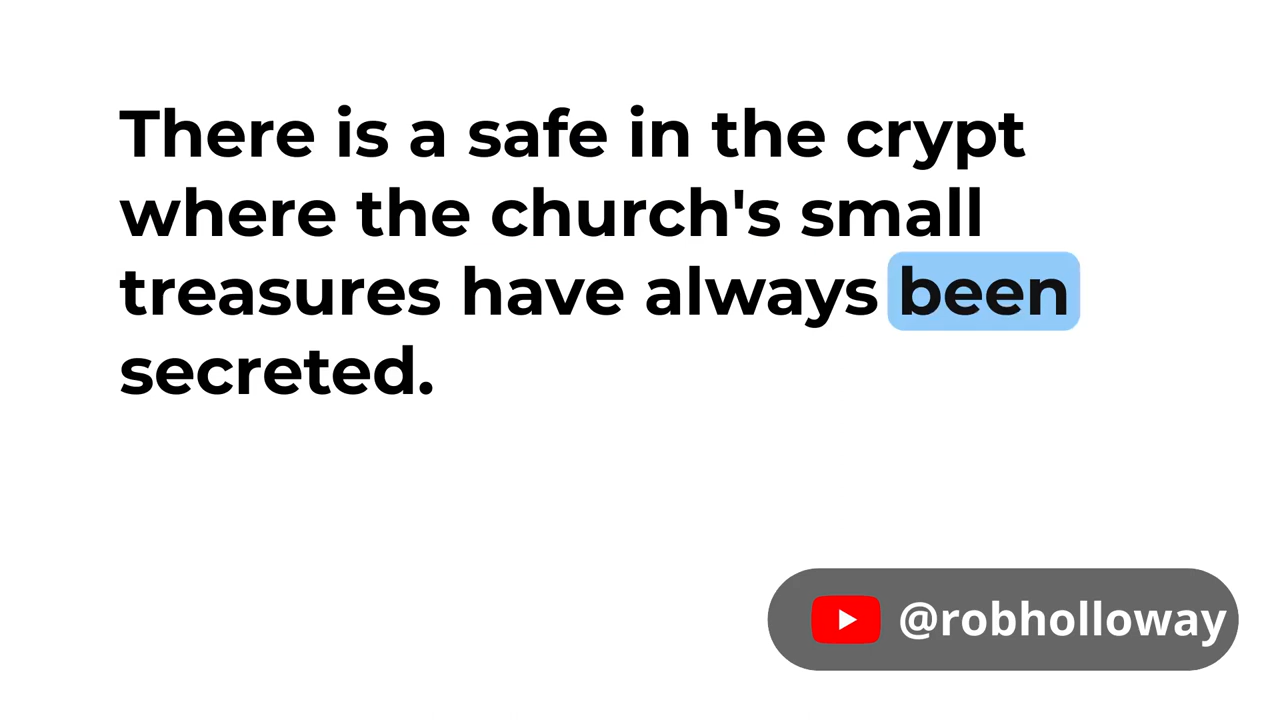 There is a safe in the crypt
where the church's small
treasures have always been
secreted.
@robholloway